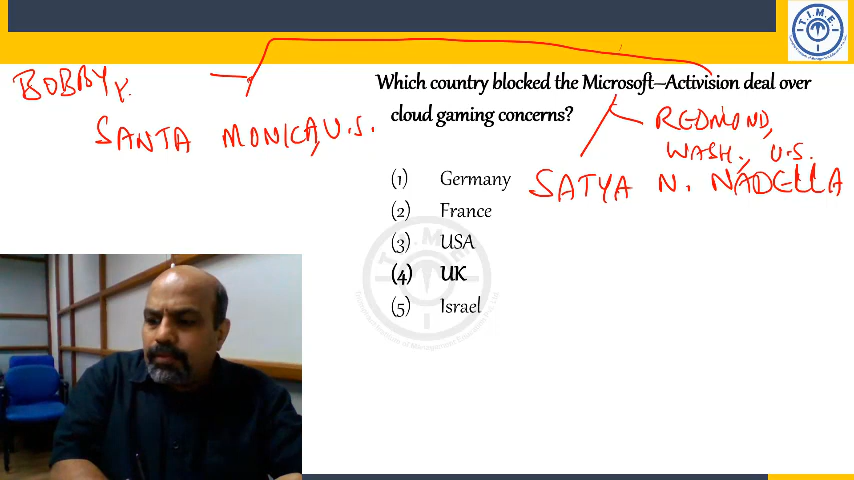 T.I.M.E.
BOBBY K.
SANTA MONICA, U.S.
Which country blocked the Microsoft–Activision deal over
cloud gaming concerns?
REDMOND,
WASH., U.S.
SATYA N. NADELLA
(1) Germany
(2) France
(3) USA
(4) UK
(5) Israel